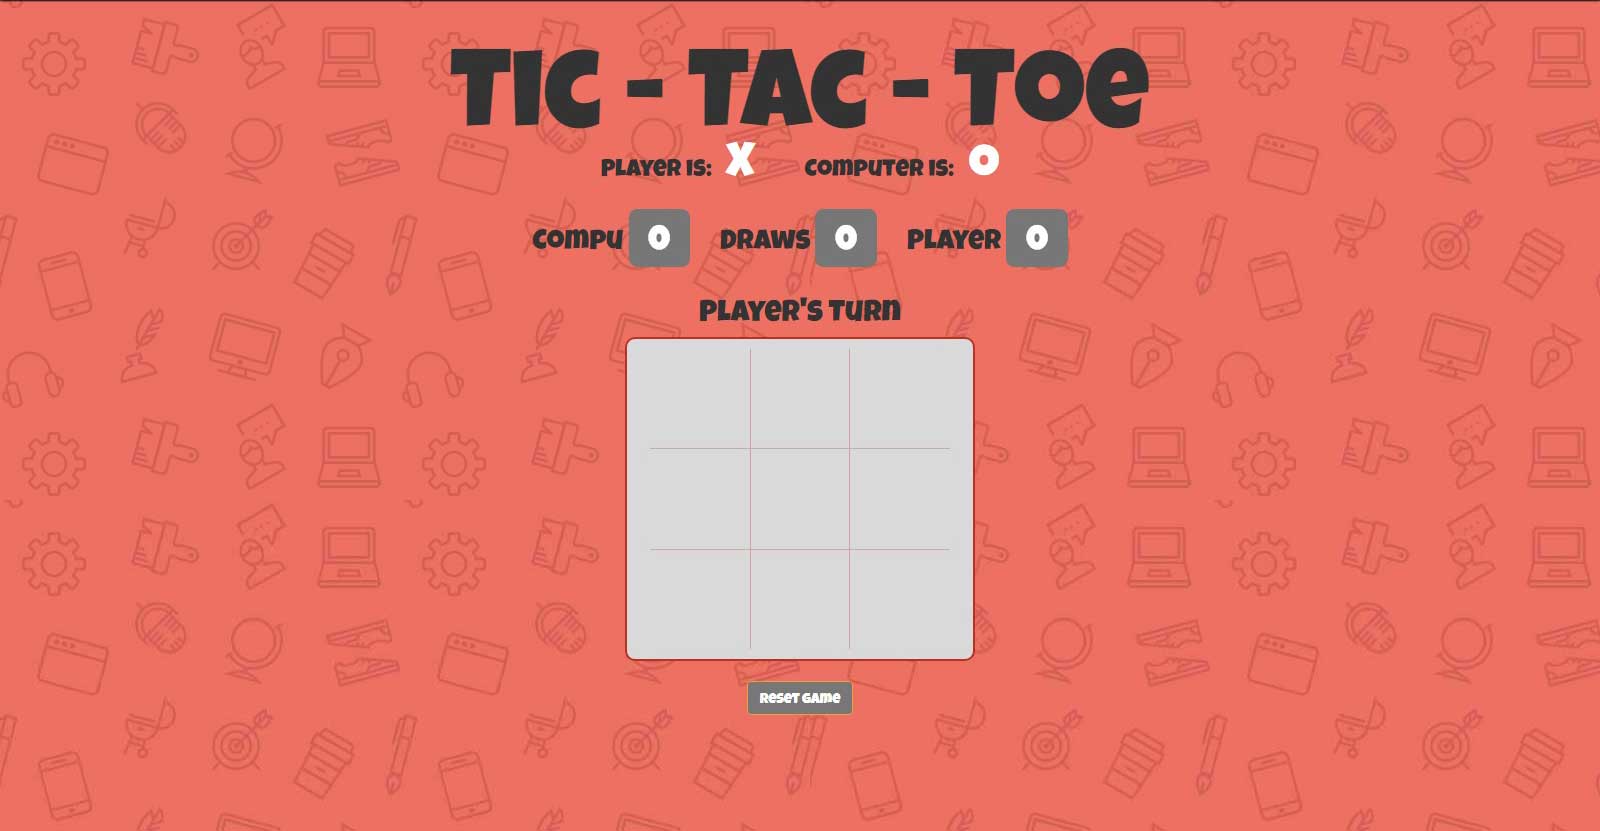 TIC - TAC - TOE
PLAYER IS: X COMPUTER IS: O
COMPU 0 DRAWS 0 PLAYER 0
PLAYER'S TURN
RESET GAME